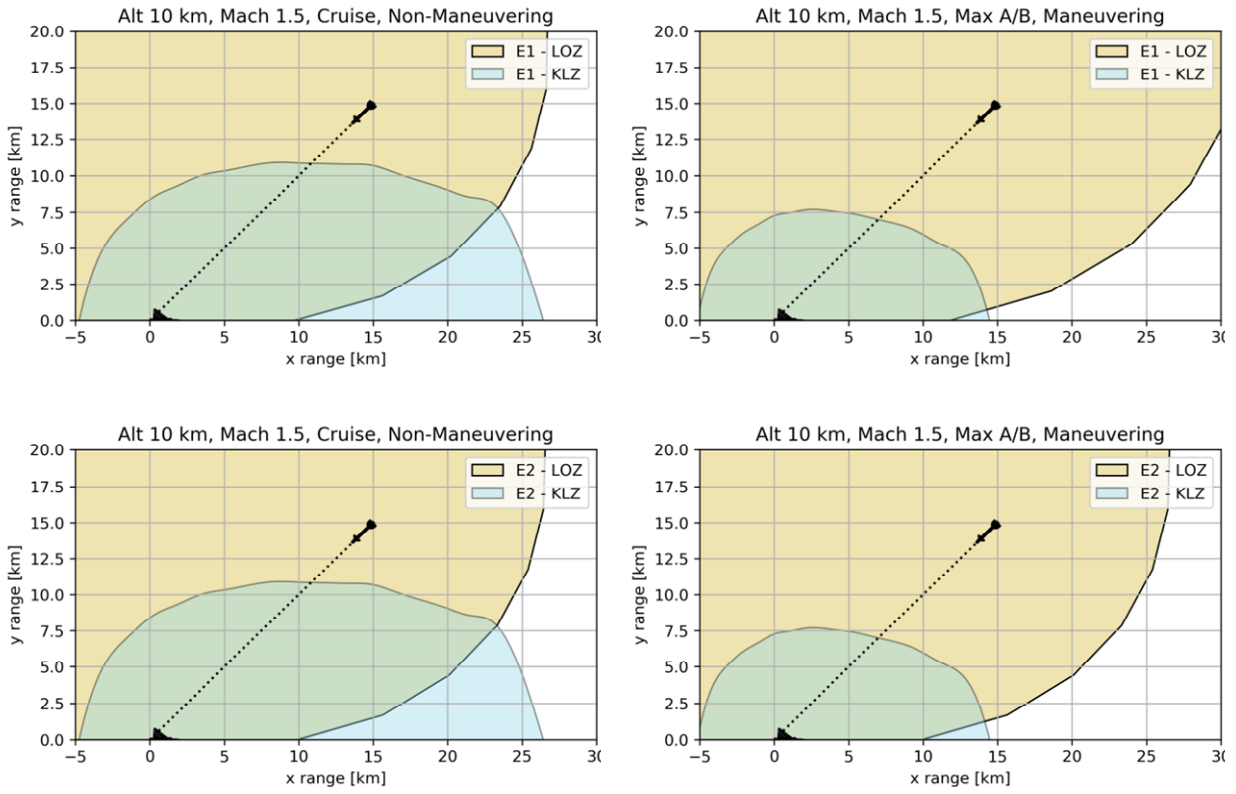 Alt 10 km, Mach 1.5, Cruise, Non-Maneuvering
20.0
17.5
15.0
12.5
10.0
7.5
5.0
2.5
0.0
y range [km]
E1 - LOZ
E1 - KLZ
−5 0 5 10 15 20 25 30
x range [km]
Alt 10 km, Mach 1.5, Max A/B, Maneuvering
20.0
17.5
15.0
12.5
10.0
7.5
5.0
2.5
0.0
y range [km]
E1 - LOZ
E1 - KLZ
−5 0 5 10 15 20 25 30
x range [km]
Alt 10 km, Mach 1.5, Cruise, Non-Maneuvering
20.0
17.5
15.0
12.5
10.0
7.5
5.0
2.5
0.0
y range [km]
E2 - LOZ
E2 - KLZ
−5 0 5 10 15 20 25 30
x range [km]
Alt 10 km, Mach 1.5, Max A/B, Maneuvering
20.0
17.5
15.0
12.5
10.0
7.5
5.0
2.5
0.0
y range [km]
E2 - LOZ
E2 - KLZ
−5 0 5 10 15 20 25 30
x range [km]